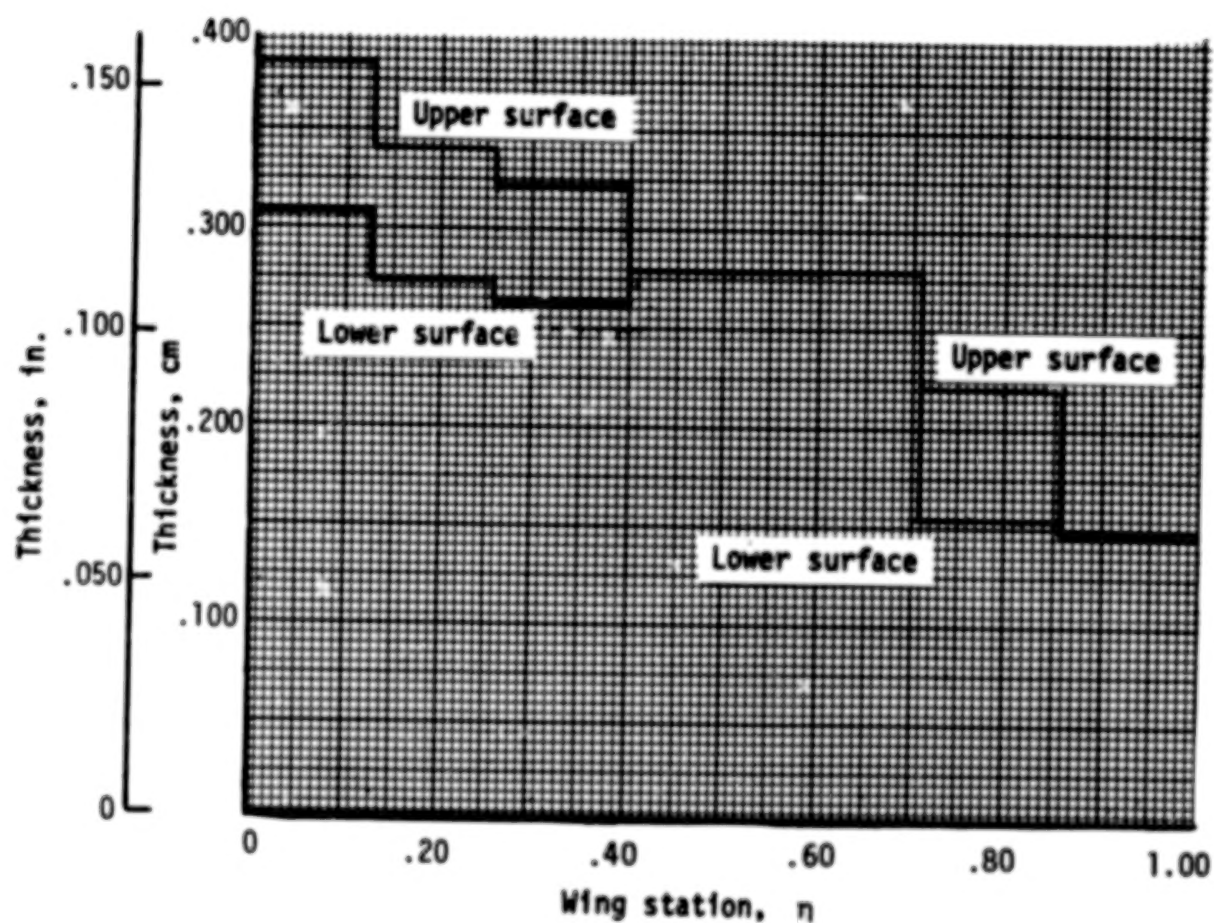 .400
.150
Upper surface
.300
.100
Lower surface
Upper surface
.200
Lower surface
.050
.100
0
0 .20 .40 .60 .80 1.00
Thickness, in.
Thickness, cm
Wing station, η